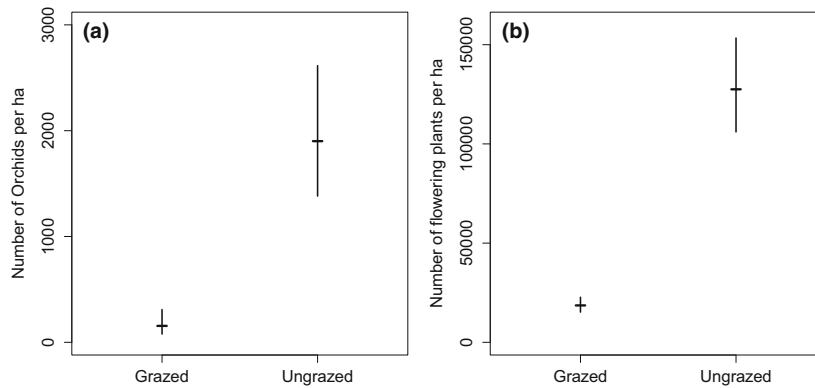 (a)
Number of Orchids per ha
3000
2000
1000
0
Grazed Ungrazed
(b)
Number of flowering plants per ha
150000
100000
50000
0
Grazed Ungrazed